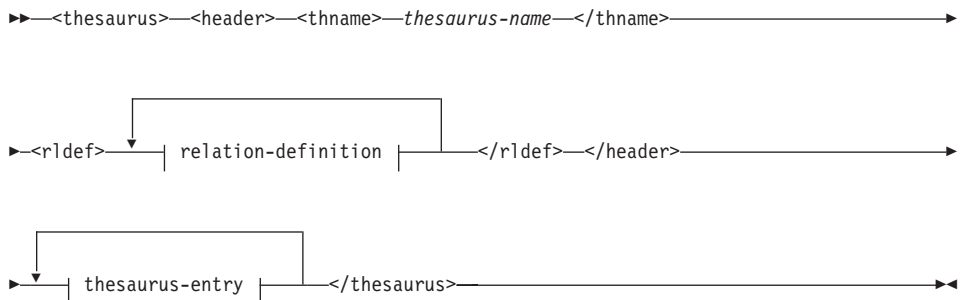 <thesaurus> <header> <thname> thesaurus-name </thname>
<rldef> relation-definition </rldef> </header>
thesaurus-entry </thesaurus>